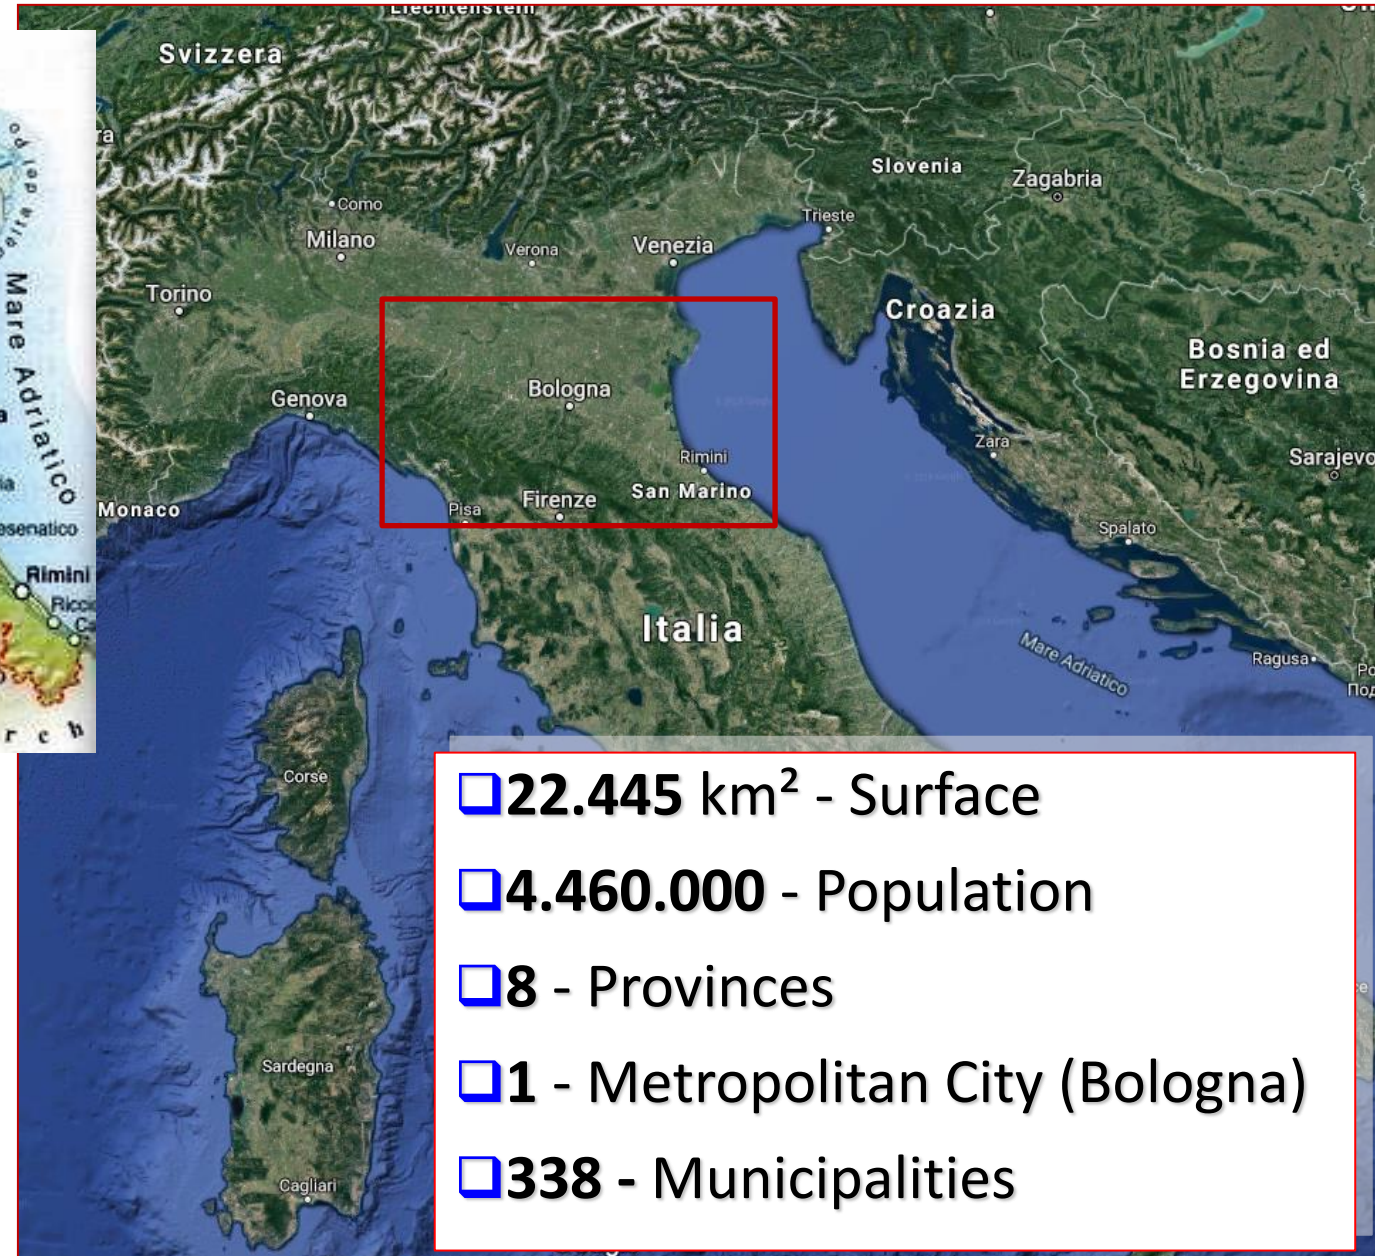 Liechtenstein
Svizzera
Slovenia
Zagabria
Como
Trieste
Milano
Verona
Venezia
Torino
Croazia
Bosnia ed
Erzegovina
Bologna
Genova
Zara
Rimini
Sarajevo
San Marino
Firenze
Pisa
Monaco
Spalato
Italia
Mare Adriatico
Ragusa
Corse
Sardegna
Cagliari
Mare Adriatico
Rimini
22.445 km² - Surface
4.460.000 - Population
8 - Provinces
1 - Metropolitan City (Bologna)
338 - Municipalities